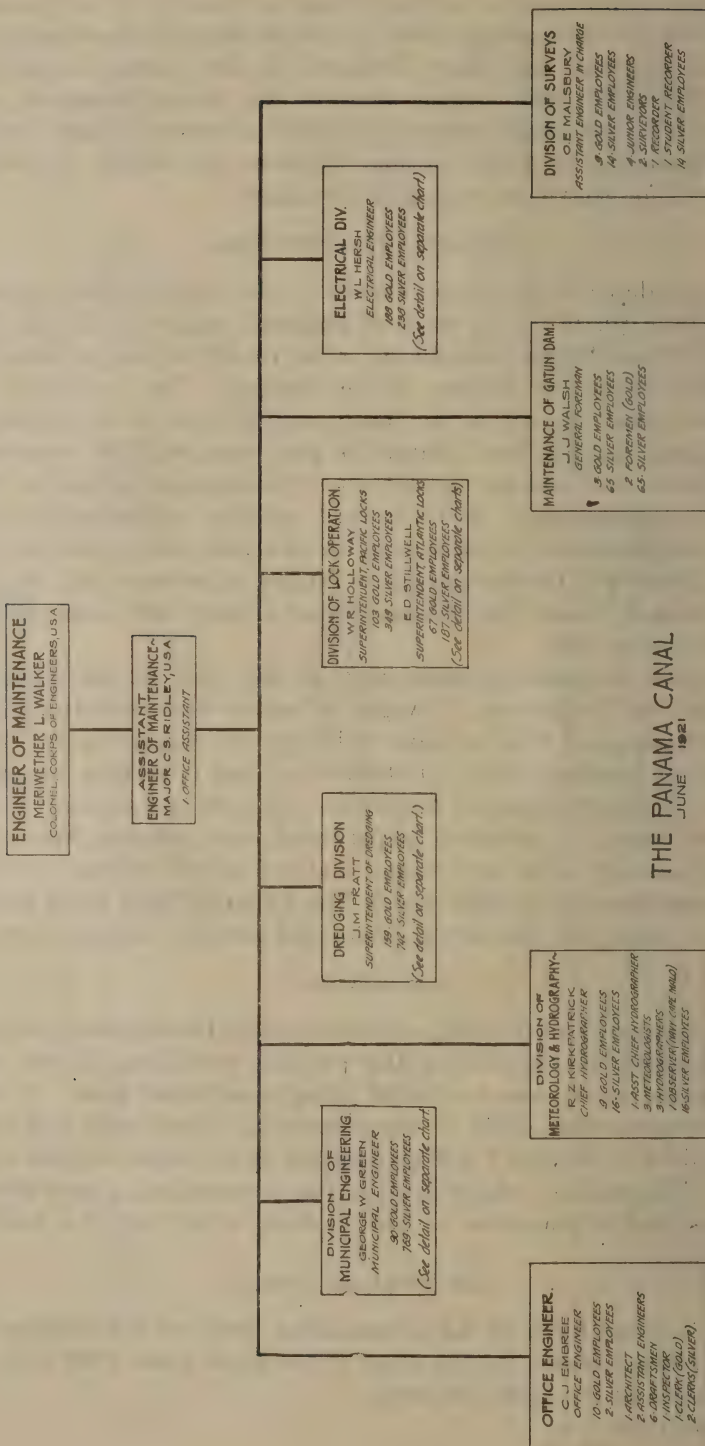 ENGINEER OF MAINTENANCE
MERIWETHER L. WALKER
COLONEL, CORPS OF ENGINEERS, U.S.A
ASSISTANT
ENGINEER OF MAINTENANCE~
MAJOR C S. RIDLEY, U.S.A
1 OFFICE ASSISTANT
DIVISION OF
MUNICIPAL ENGINEERING.
GEORGE W GREEN
MUNICIPAL ENGINEER
90 GOLD EMPLOYEES
769-SILVER EMPLOYEES
(See detail on separate chart
DREDGING DIVISION
J. M PRATT
SUPERINTENDENT OF DREDGING
159 GOLD EMPLOYEES
742 SILVER EMPLOYEES
(See detail on separate chart.)
DIVISION OF LOCK OPERATION.
W R HOLLOWAY
SUPERINTENDENT, PACIFIC LOCKS
103 GOLD EMPLOYEES
348 SILVER EMPLOYEES
E D STILLWELL
SUPERINTENDENT, ATLANTIC LOCKS
67 GOLD EMPLOYEES
187 SILVER EMPLOYEES
(See detail on separate charts)
ELECTRICAL DIV.
W L HERSH
ELECTRICAL ENGINEER
188 GOLD EMPLOYEES
238 SILVER EMPLOYEES
(See detail on separate chart)
OFFICE ENGINEER.
C J EMBREE
OFFICE ENGINEER
10-GOLD EMPLOYEES
2-SILVER EMPLOYEES
1 ARCHITECT
2 ASSISTANT ENGINEERS
6-DRAFTSMEN
1 INSPECTOR
1 CLERK (GOLD)
2 CLERKS (SILVER).
DIVISION OF
METEOROLOGY & HYDROGRAPHY~
R Z KIRKPATRICK
CHIEF HYDROGRAPHER
9 GOLD EMPLOYEES
16-SILVER EMPLOYEES
1 ASST CHIEF HYDROGRAPHER
3 METEOROLOGISTS
3-HYDROGRAPHERS
1 OBSERVER (CAPE MALO)
16-SILVER EMPLOYEES
MAINTENANCE OF GATUN DAM.
J. J WALSH
GENERAL FOREMAN
3 GOLD EMPLOYEES
65 SILVER EMPLOYEES
2 FOREMEN (GOLD)
65-SILVER EMPLOYEES
DIVISION OF SURVEYS
O. E MALSBURY
ASSISTANT ENGINEER IN CHARGE
9 GOLD EMPLOYEES
14-SILVER EMPLOYEES
4 JUNIOR ENGINEERS
2 SURVEYORS
1 RECORDER
1 STUDENT RECORDER
14 SILVER EMPLOYEES
THE PANAMA CANAL
JUNE 1921